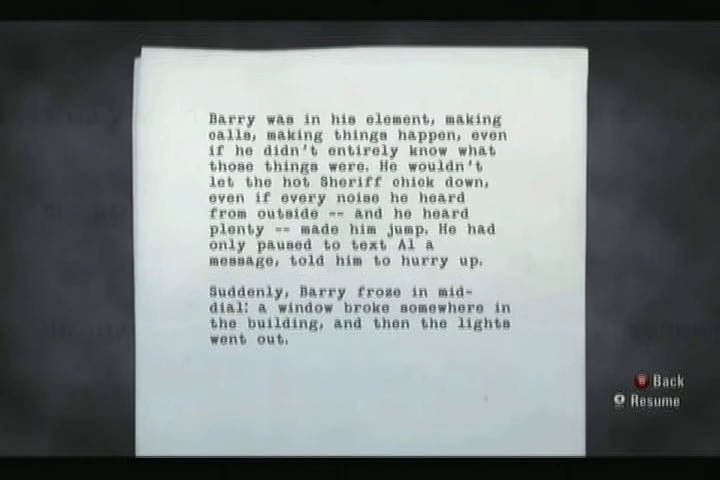 Barry was in his element, making
calls, making things happen, even
if he didn't entirely know what
those things were. He wouldn't
let the hot Sheriff chick down,
even if every noise he heard
from outside -- and he heard
plenty -- made him jump. He had
only paused to text Al a
message, told him to hurry up.
Suddenly, Barry froze in mid-
dial: a window broke somewhere in
the building, and then the lights
went out.
Back
Resume